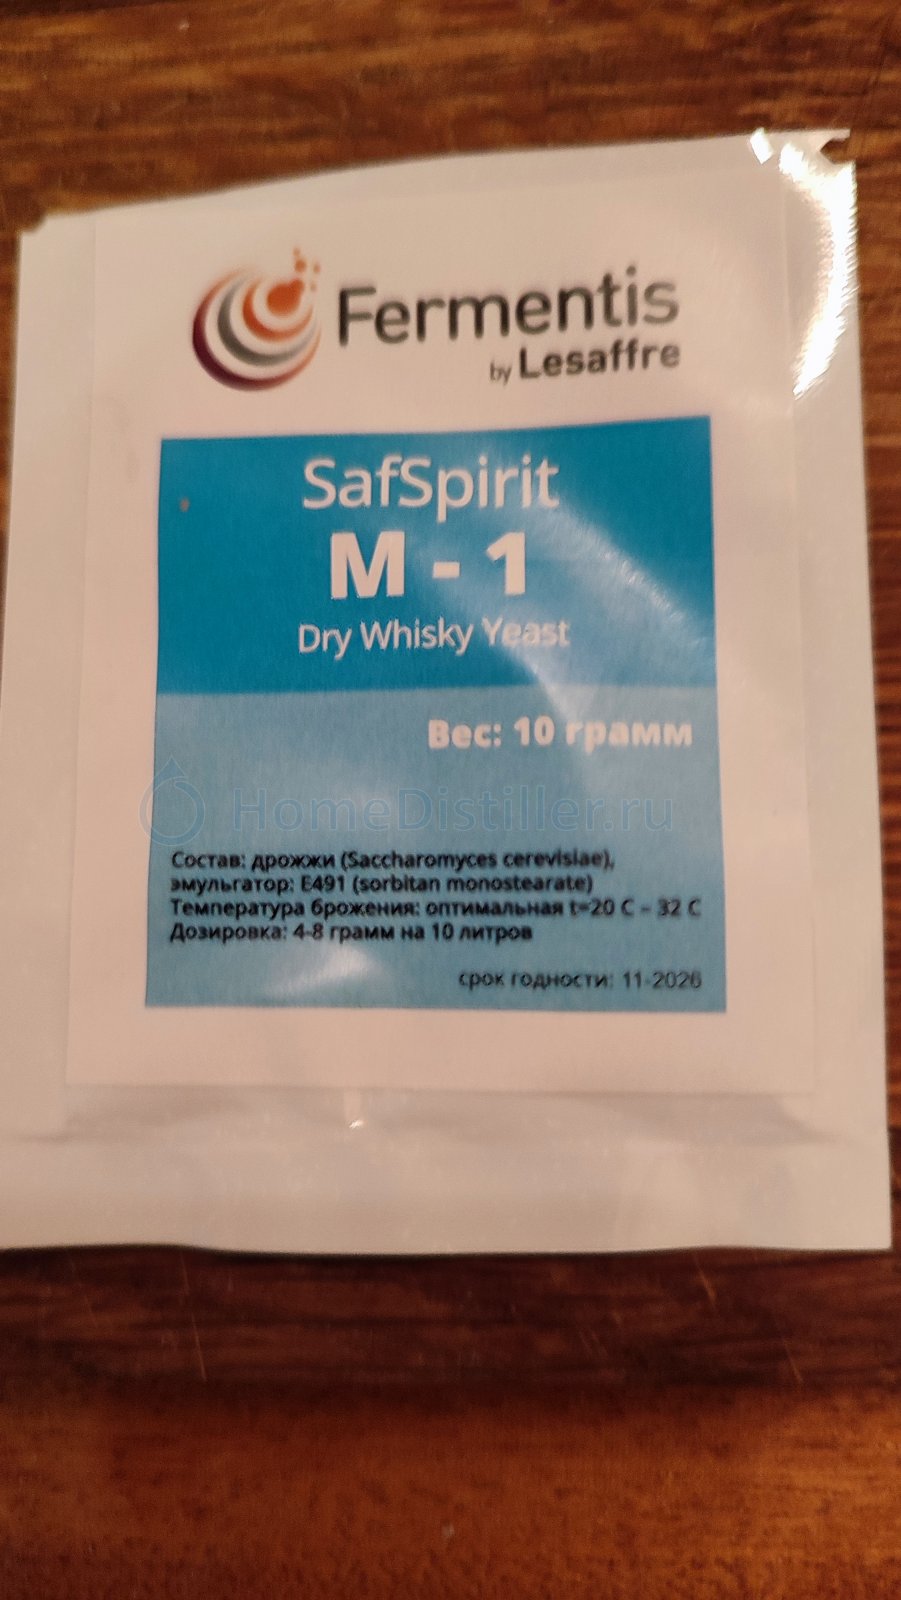 Fermentis
by Lesaffre
SafSpirit
M - 1
Dry Whisky Yeast
Вес: 10 грамм
HomeDistiller.ru
Состав: дрожжи (Saccharomyces cerevisiae),
эмульгатор: E491 (sorbitan monostearate)
Температура брожения: оптимальная t=20 C – 32 C
Дозировка: 4-8 грамм на 10 литров
срок годности: 11-2026